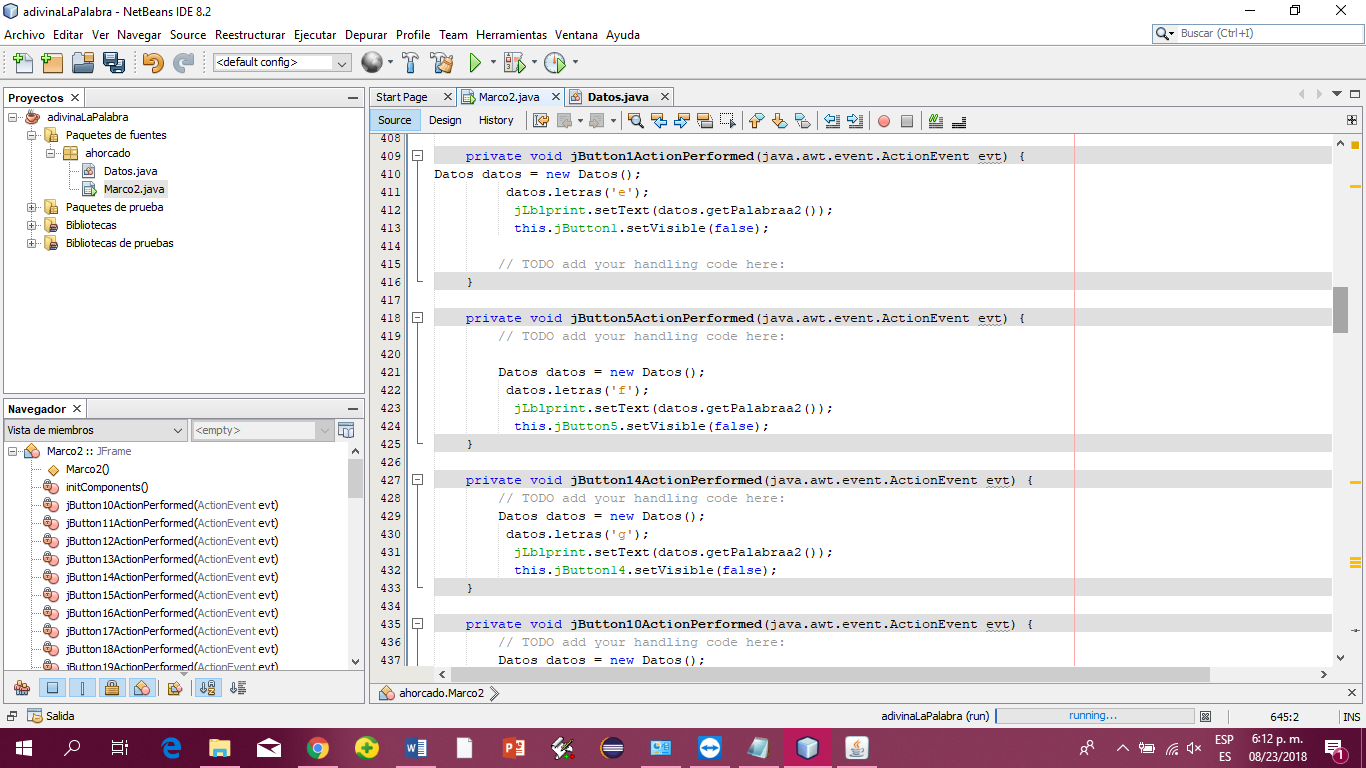 adivinaLaPalabra - NetBeans IDE 8.2
Archivo Editar Ver Navegar Source Reestructurar Ejecutar Depurar Profile Team Herramientas Ventana Ayuda
Buscar (Ctrl+I)
<default config>
Proyectos
adivinaLaPalabra
Paquetes de fuentes
ahorcado
Datos.java
Marco2.java
Paquetes de prueba
Bibliotecas
Bibliotecas de pruebas
Navegador
Vista de miembros
<empty>
Marco2 :: JFrame
Marco2()
initComponents()
jButton10ActionPerformed(ActionEvent evt)
jButton11ActionPerformed(ActionEvent evt)
jButton12ActionPerformed(ActionEvent evt)
jButton13ActionPerformed(ActionEvent evt)
jButton14ActionPerformed(ActionEvent evt)
jButton15ActionPerformed(ActionEvent evt)
jButton16ActionPerformed(ActionEvent evt)
jButton17ActionPerformed(ActionEvent evt)
jButton18ActionPerformed(ActionEvent evt)
jButton19ActionPerformed(ActionEvent evt)
Start Page Marco2.java Datos.java
Source Design History
408
409 private void jButton1ActionPerformed(java.awt.event.ActionEvent evt) {
410 Datos datos = new Datos();
411 datos.letras('e');
412 jLblprint.setText(datos.getPalabraa2());
413 this.jButton1.setVisible(false);
414
415 // TODO add your handling code here:
416 }
417
418 private void jButton5ActionPerformed(java.awt.event.ActionEvent evt) {
419 // TODO add your handling code here:
420
421 Datos datos = new Datos();
422 datos.letras('f');
423 jLblprint.setText(datos.getPalabraa2());
424 this.jButton5.setVisible(false);
425 }
426
427 private void jButton14ActionPerformed(java.awt.event.ActionEvent evt) {
428 // TODO add your handling code here:
429 Datos datos = new Datos();
430 datos.letras('g');
431 jLblprint.setText(datos.getPalabraa2());
432 this.jButton14.setVisible(false);
433 }
434
435 private void jButton10ActionPerformed(java.awt.event.ActionEvent evt) {
436 // TODO add your handling code here:
437 Datos datos = new Datos();
ahorcado.Marco2
Salida
adivinaLaPalabra (run) running... 645:2 INS
ESP
ES
6:12 p. m.
08/23/2018
1